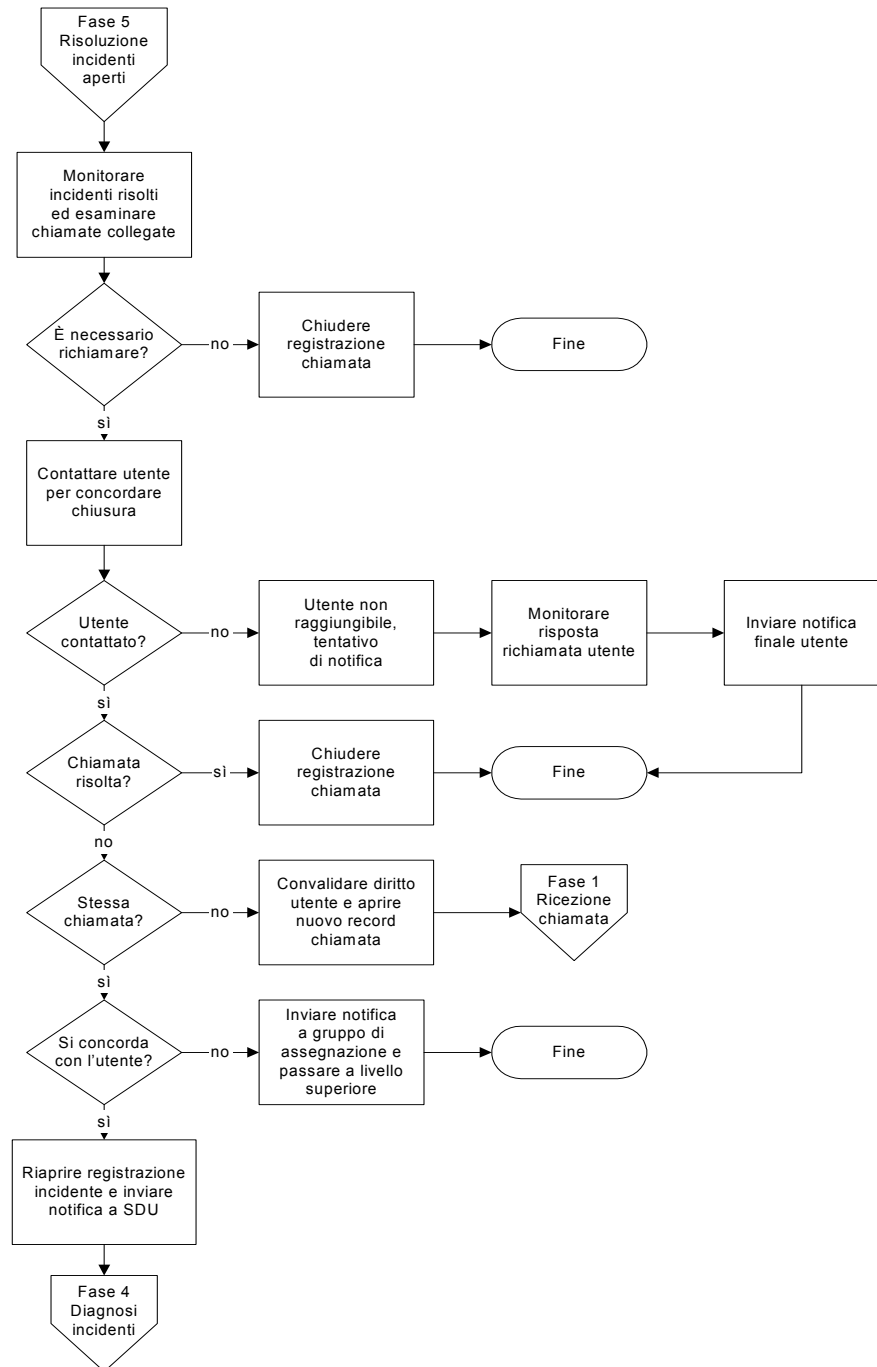 Fase 5
Risoluzione
incidenti
aperti
Monitorare
incidenti risolti
ed esaminare
chiamate collegate
È necessario
richiamare?
no
Chiudere
registrazione
chiamata
Fine
sì
Contattare utente
per concordare
chiusura
Utente
contattato?
no
Utente non
raggiungibile,
tentativo
di notifica
Monitorare
risposta
richiamata utente
Inviare notifica
finale utente
sì
Chiamata
risolta?
sì
Chiudere
registrazione
chiamata
Fine
no
Stessa
chiamata?
no
Convalidare diritto
utente e aprire
nuovo record
chiamata
Fase 1
Ricezione
chiamata
sì
Si concorda
con l'utente?
no
Inviare notifica
a gruppo di
assegnazione e
passare a livello
superiore
Fine
sì
Riaprire registrazione
incidente e inviare
notifica a SDU
Fase 4
Diagnosi
incidenti